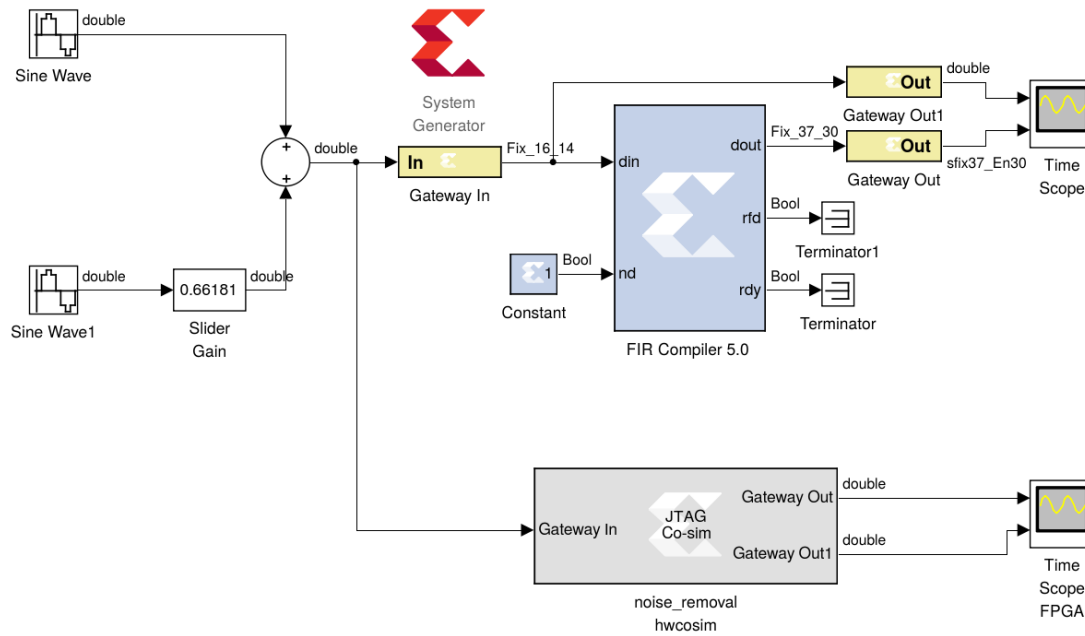 double
Sine Wave
System
Generator
+
+
double
In
Gateway In
Fix_16_14
double
Sine Wave1
0.66181
double
Slider
Gain
1
Bool
Constant
din
nd
dout
rfd
rdy
FIR Compiler 5.0
Fix_37_30
Bool
Terminator1
Bool
Terminator
Out
double
Gateway Out1
Out
sfix37_En30
Gateway Out
Time
Scope
Gateway In
JTAG
Co-sim
Gateway Out
Gateway Out1
double
double
noise_removal
hwcosim
Time
Scope
FPGA